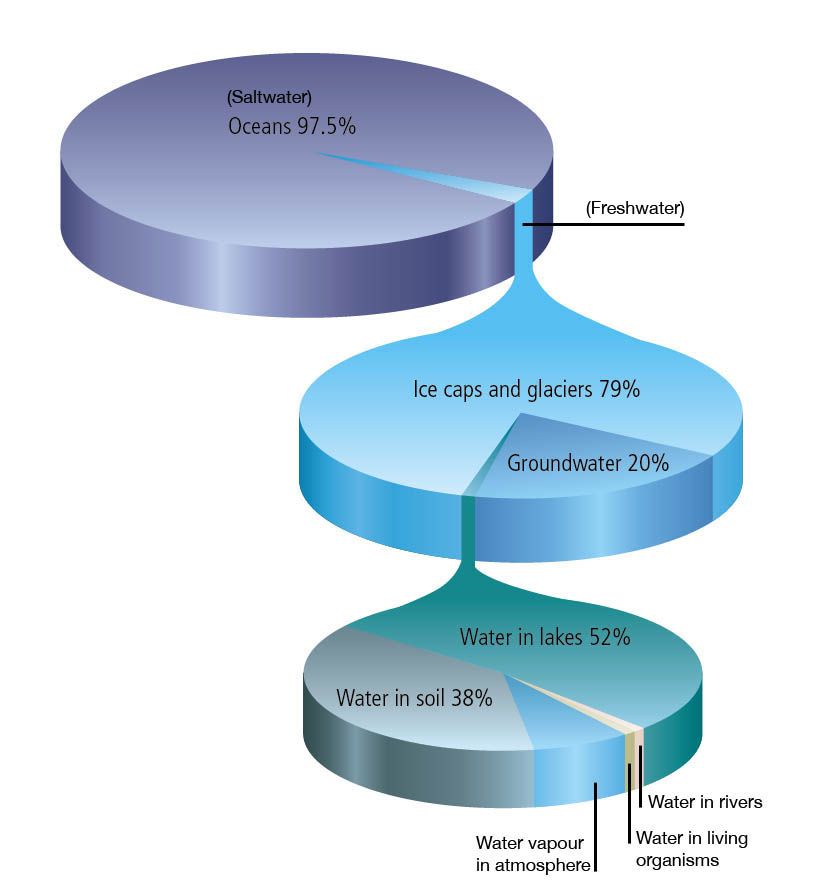 (Saltwater)
Oceans 97.5%
(Freshwater)
Ice caps and glaciers 79%
Groundwater 20%
Water in lakes 52%
Water in soil 38%
Water in rivers
Water in living
organisms
Water vapour
in atmosphere